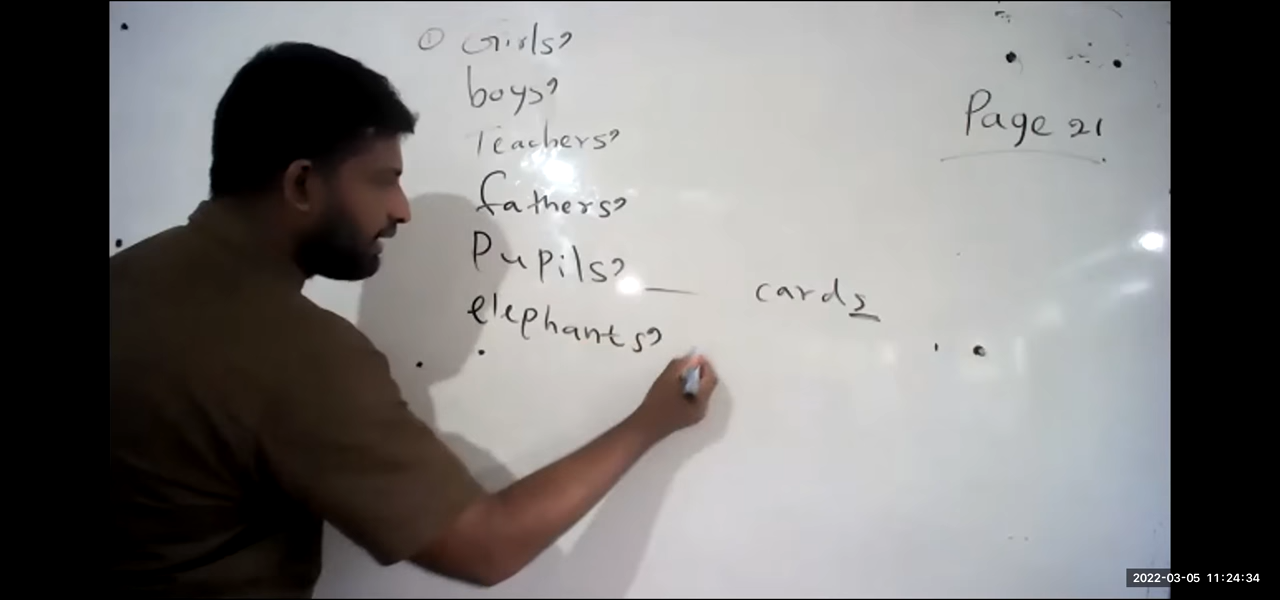 ① Girls'
boys'
Teachers'
fathers'
Pupils' — cards
elephants'
Page 21
2022-03-05 11:24:34